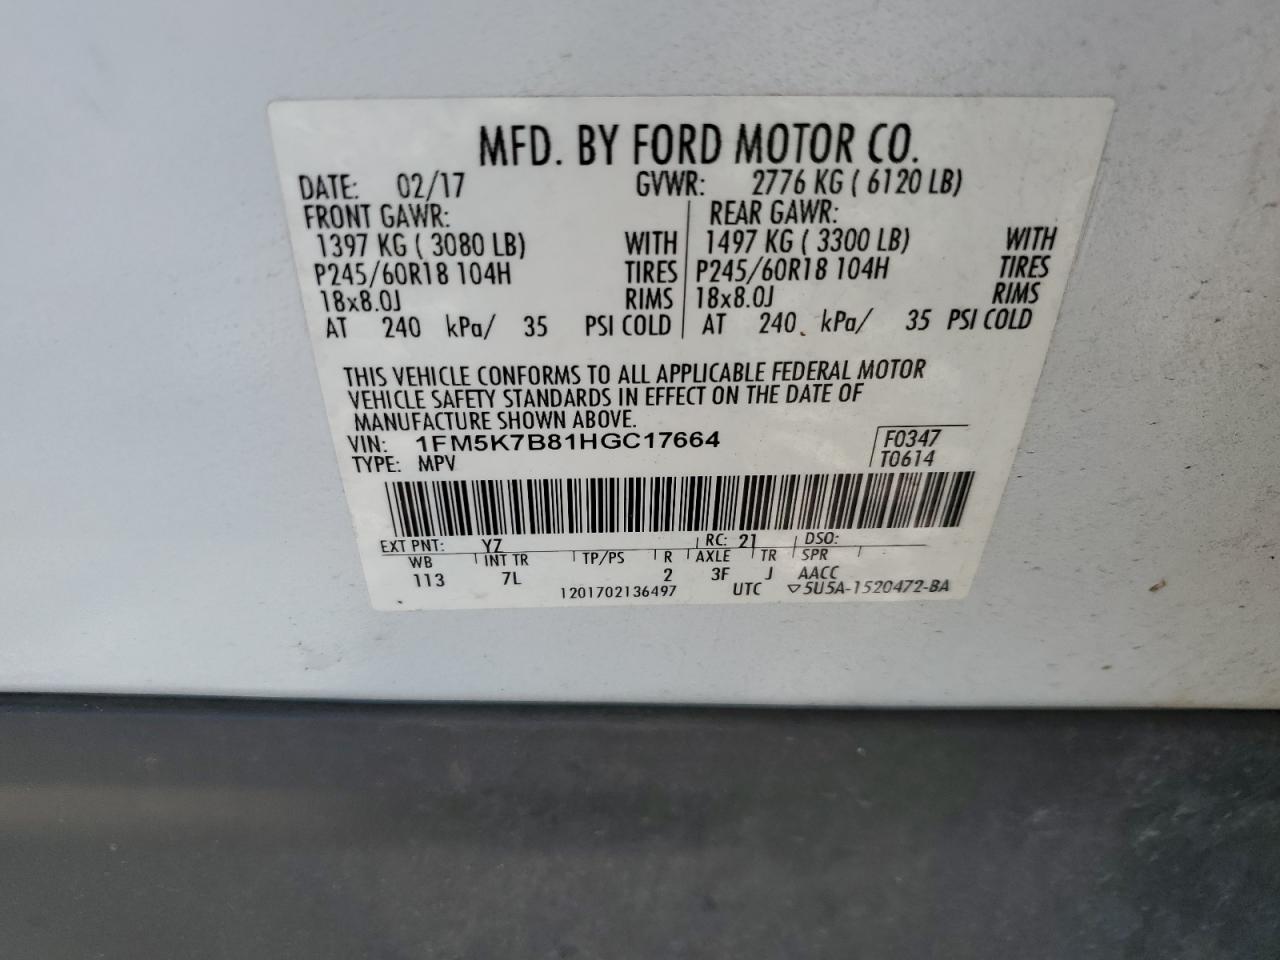 MFD. BY FORD MOTOR CO.
DATE: 02/17 GVWR: 2776 KG ( 6120 LB)
FRONT GAWR: REAR GAWR:
1397 KG ( 3080 LB) WITH 1497 KG ( 3300 LB) WITH
P245/60R18 104H TIRES P245/60R18 104H TIRES
18x8.0J RIMS 18x8.0J RIMS
AT 240 kPa/ 35 PSI COLD AT 240 kPa/ 35 PSI COLD
THIS VEHICLE CONFORMS TO ALL APPLICABLE FEDERAL MOTOR
VEHICLE SAFETY STANDARDS IN EFFECT ON THE DATE OF
MANUFACTURE SHOWN ABOVE.
VIN: 1FM5K7B81HGC17664 F0347
TYPE: MPV T0614
EXT PNT: YZ RC: 21 DSO:
WB INT TR TP/PS R AXLE TR SPR
113 7L 2 3F J AACC
1201702136497 UTC ▽5U5A-1520472-BA